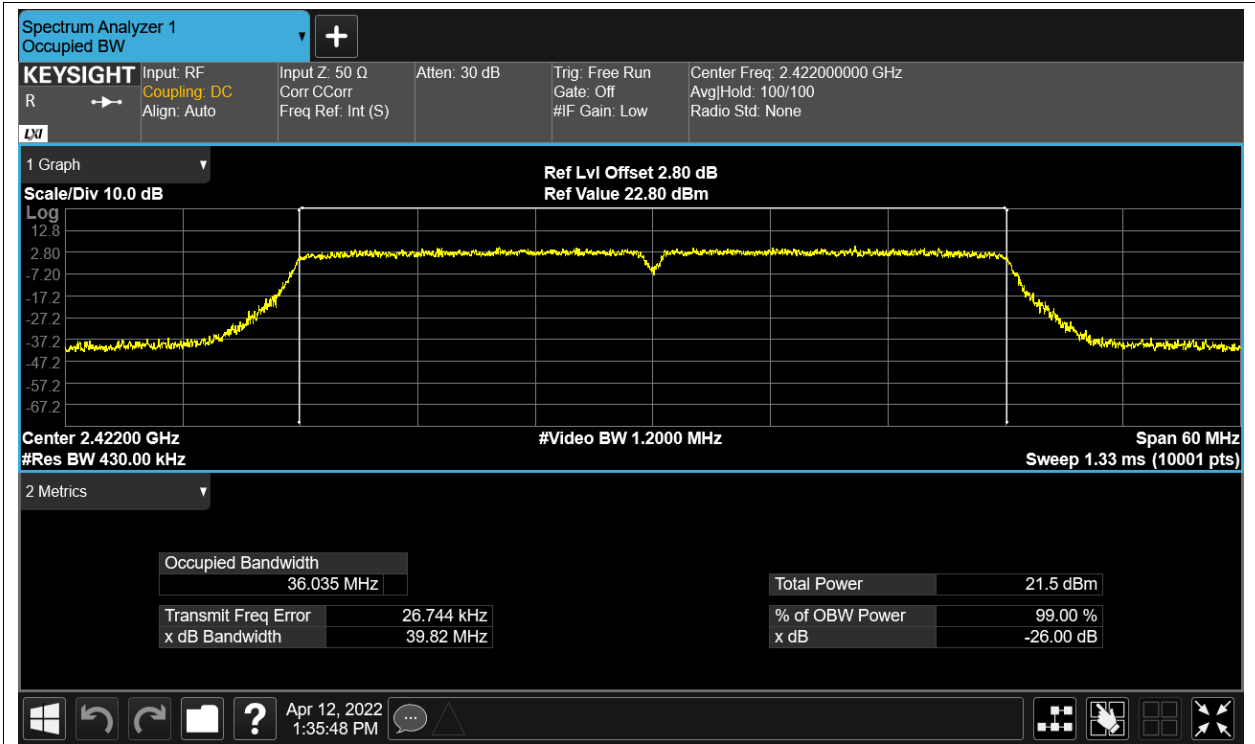 Spectrum Analyzer 1
Occupied BW
KEYSIGHT
R
LXI
Input: RF
Coupling: DC
Align: Auto
Input Z: 50 Ω
Corr CCorr
Freq Ref: Int (S)
Atten: 30 dB
Trig: Free Run
Gate: Off
#IF Gain: Low
Center Freq: 2.422000000 GHz
Avg|Hold: 100/100
Radio Std: None
1 Graph
Scale/Div 10.0 dB
Ref Lvl Offset 2.80 dB
Ref Value 22.80 dBm
Log
12.8
2.80
-7.20
-17.2
-27.2
-37.2
-47.2
-57.2
-67.2
Center 2.42200 GHz
#Video BW 1.2000 MHz
Span 60 MHz
#Res BW 430.00 kHz
Sweep 1.33 ms (10001 pts)
2 Metrics
Occupied Bandwidth
36.035 MHz
Total Power 21.5 dBm
Transmit Freq Error 26.744 kHz
% of OBW Power 99.00 %
x dB Bandwidth 39.82 MHz
x dB -26.00 dB
?
Apr 12, 2022
1:35:48 PM